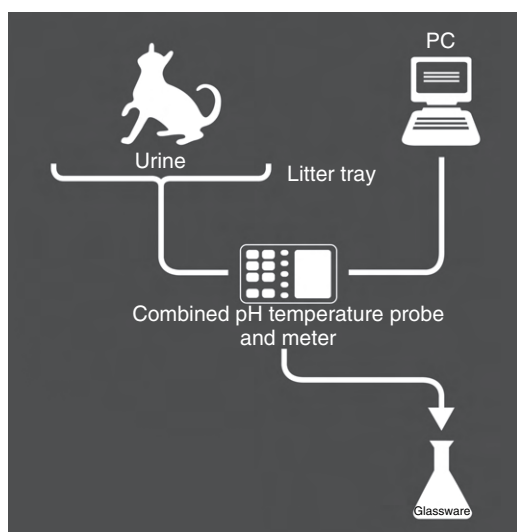 PC
Urine
Litter tray
Combined pH temperature probe
and meter
Glassware